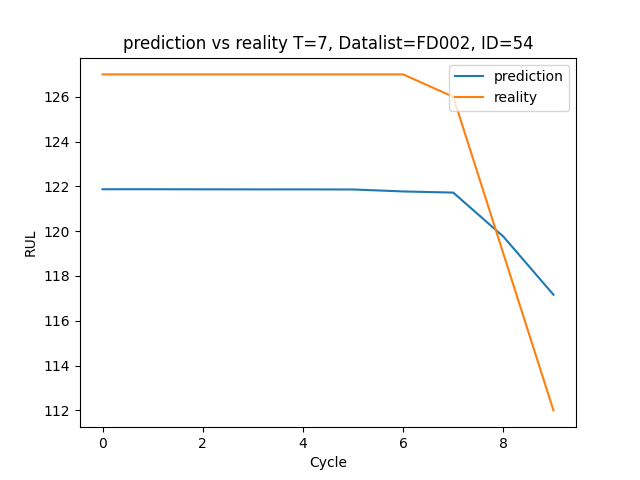 prediction vs reality T=7, Datalist=FD002, ID=54
prediction
reality
126
124
122
120
118
116
114
112
RUL
0
2
4
6
8
Cycle